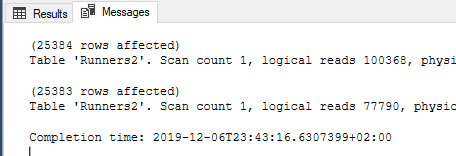 Results
Messages
(25384 rows affected)
Table 'Runners2'. Scan count 1, logical reads 100368, physi
(25383 rows affected)
Table 'Runners2'. Scan count 1, logical reads 77790, physic
Completion time: 2019-12-06T23:43:16.6307399+02:00